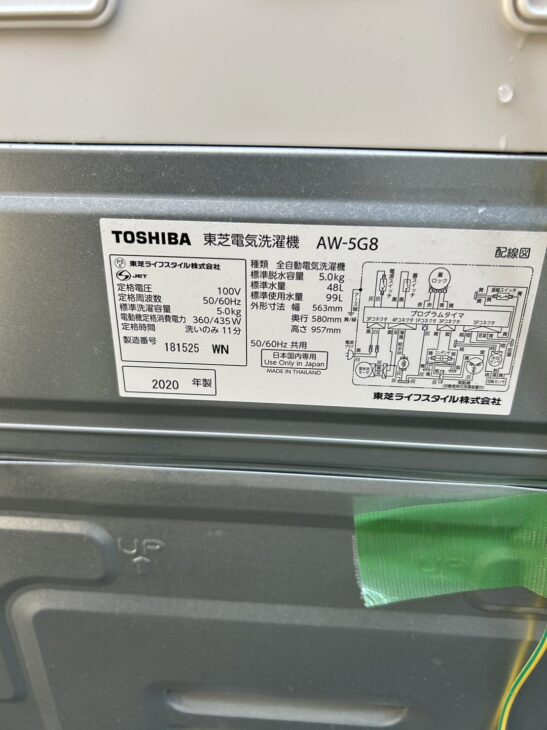 TOSHIBA 東芝電気洗濯機 AW-5G8
配線図
東芝ライフスタイル株式会社
JET
定格電圧 100V
定格周波数 50/60Hz
標準洗濯容量 5.0kg
電動機定格消費電力 360/435W
定格時間 洗いのみ 11分
製造番号 181525 WN
2020 年製
種類 全自動電気洗濯機
標準脱水容量 5.0kg
標準水量 48L
標準使用水量 99L
外形寸法 幅 563mm
奥行 580mm
高さ 957mm
50/60Hz 共用
日本国内専用
Use Only in Japan
MADE IN THAILAND
プログラムタイマ
東芝ライフスタイル株式会社
UP